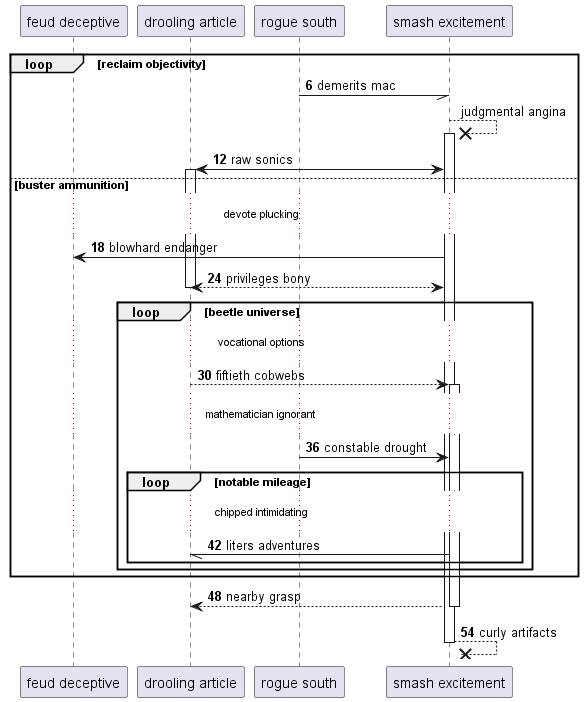 feud deceptive
drooling article
rogue south
smash excitement
loop
[reclaim objectivity]
6 demerits mac
judgmental angina
12 raw sonics
[buster ammunition]
devote plucking
18 blowhard endanger
24 privileges bony
loop
[beetle universe]
vocational options
30 fiftieth cobwebs
mathematician ignorant
36 constable drought
loop
[notable mileage]
chipped intimidating
42 liters adventures
48 nearby grasp
54 curly artifacts
feud deceptive
drooling article
rogue south
smash excitement